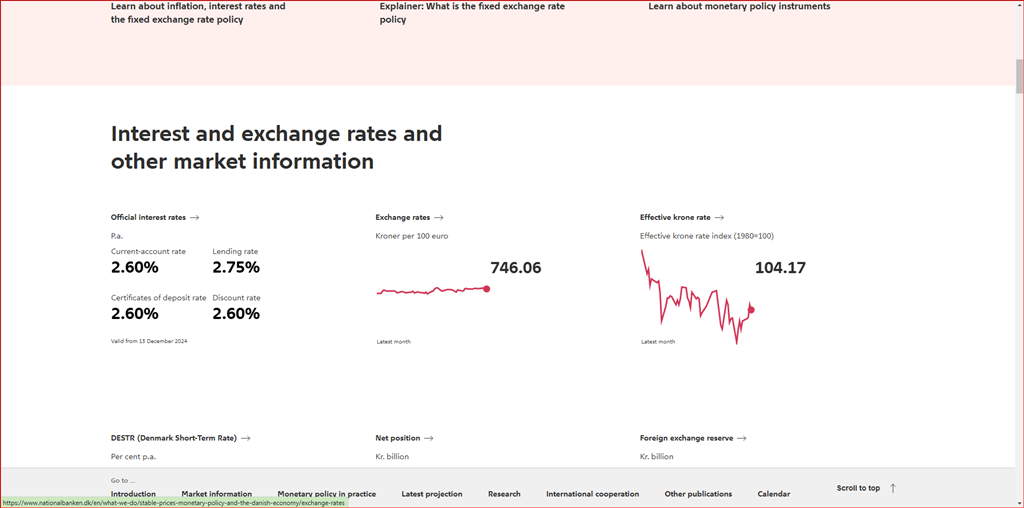 Learn about inflation, interest rates and
the fixed exchange rate policy
Explainer: What is the fixed exchange rate
policy
Learn about monetary policy instruments
Interest and exchange rates and
other market information
Official interest rates →
P.a.
Current-account rate
2.60%
Lending rate
2.75%
Certificates of deposit rate
2.60%
Discount rate
2.60%
Valid from 13 December 2024
Exchange rates →
Kroner per 100 euro
746.06
Latest month
Effective krone rate →
Effective krone rate index (1980=100)
104.17
Latest month
DESTR (Denmark Short-Term Rate) →
Per cent p.a.
Net position →
Kr. billion
Foreign exchange reserve →
Kr. billion
Go to ...
Introduction
Market information
Monetary policy in practice
Latest projection
Research
International cooperation
Other publications
Calendar
Scroll to top ↑
https://www.nationalbanken.dk/en/what-we-do/stable-prices-monetary-policy-and-the-danish-economy/exchange-rates